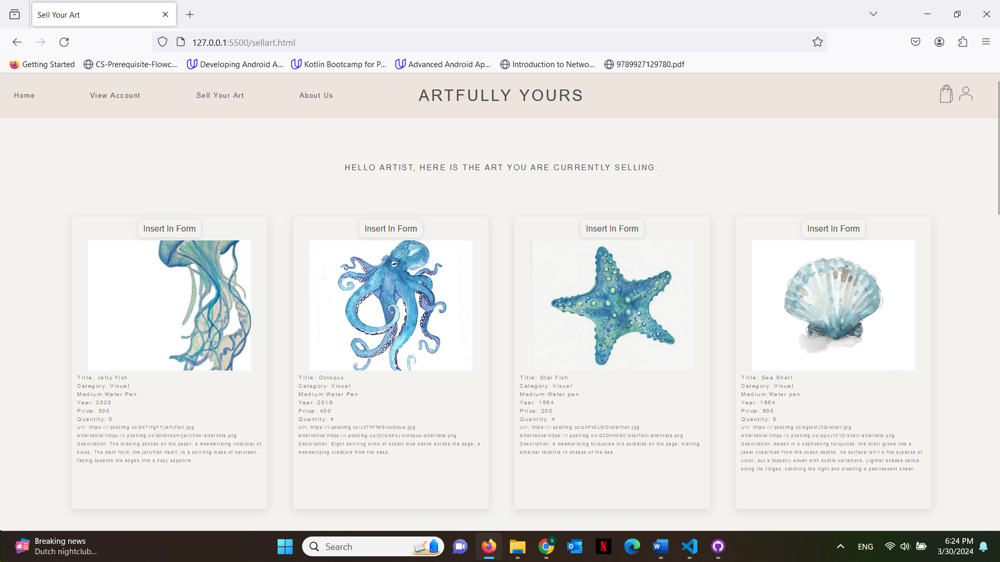 Sell Your Art
127.0.0.1:5500/sellart.html
Getting Started CS-Prerequisite-Flowc... Developing Android A... Kotlin Bootcamp for P... Advanced Android Ap... Introduction to Netwo... 9789927129780.pdf
Home View Account Sell Your Art About Us ARTFULLY YOURS
HELLO ARTIST, HERE IS THE ART YOU ARE CURRENTLY SELLING:
Insert In Form
Title: Jelly Fish
Category: Visual
Medium:Water Pen
Year: 2020
Price: 500
Quantity: 0
Url: https://i.postimg.cc/9XTrfgY7/jellyfish.jpg
Alternative:https://i.postimg.cc/8ch5nszH/jellyfish-alternate.png
Description: The drawing dances on the paper, a mesmerizing interplay of
blues. The main form, the jellyfish itself, is a swirling mass of cerulean,
fading towards the edges into a hazy sapphire.
Insert In Form
Title: Octopus
Category: Visual
Medium:Water Pen
Year: 2019
Price: 400
Quantity: 4
Url: https://i.postimg.cc/JzThFfM9/octopus.jpg
Alternative:https://i.postimg.cc/j2rqNK4J/octopus-alternate.png
Description: Eight swirling arms of cobalt blue dance across the page, a
mesmerizing creature from the deep.
Insert In Form
Title: Star Fish
Category: Visual
Medium:Water pen
Year: 1964
Price: 200
Quantity: 4
Url: https://i.postimg.cc/zXFvCLMD/starfish.jpg
Alternative:https://i.postimg.cc/G2DhH9GC/starfish-alternate.png
Description: A mesmerizing turquoise orb pulsates on the page, trailing
ethereal tendrils in shades of the sea.
Insert In Form
Title: Sea Shell
Category: Visual
Medium:Water pen
Year: 1964
Price: 900
Quantity: 8
Url: https://i.postimg.cc/kgM4fJ3Q/shell.jpg
Alternative:https://i.postimg.cc/qqXJxY1D/shell-alternate.png
Description: Awash in a captivating turquoise, the shell glows like a
jewel unearthed from the ocean depths. Its surface isn't a flat expanse of
color, but a tapestry woven with subtle variations. Lighter shades dance
along its ridges, catching the light and creating a pearlescent sheen.
Breaking news
Dutch nightclub...
Search
ENG
6:24 PM
3/30/2024